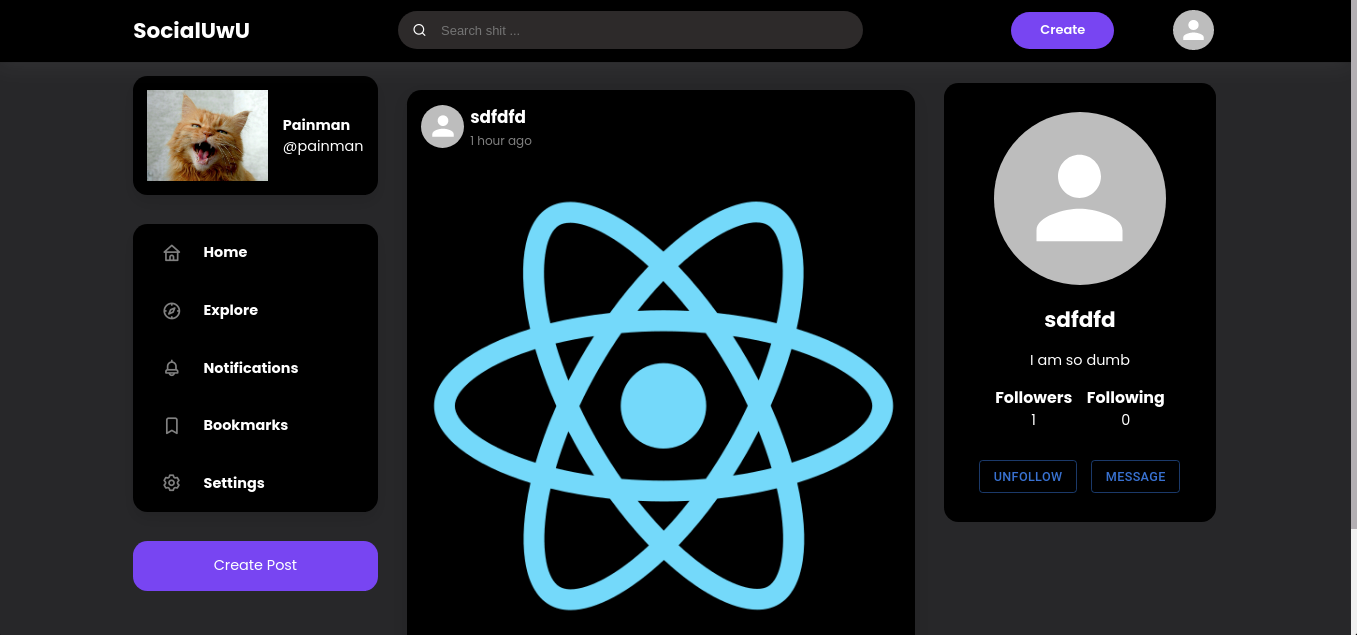 SocialUwU
Search shit ...
Create
Painman
@painman
Home
Explore
Notifications
Bookmarks
Settings
Create Post
sdfdfd
1 hour ago
sdfdfd
I am so dumb
Followers Following
1 0
UNFOLLOW MESSAGE